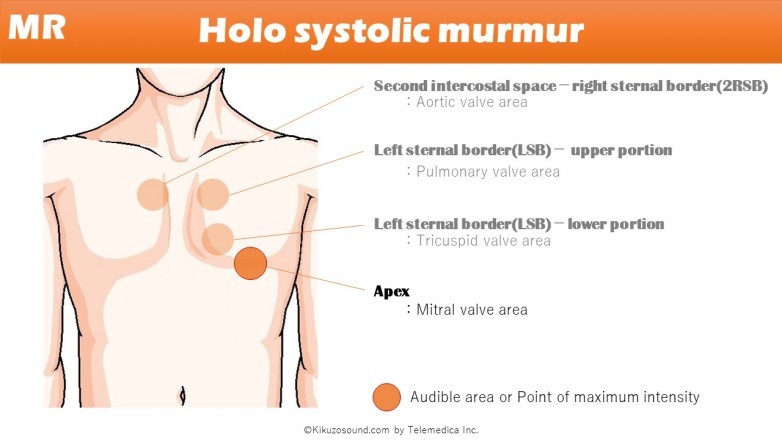 MR
Holo systolic murmur
Second intercostal space－right sternal border(2RSB)
：Aortic valve area
Left sternal border(LSB)－ upper portion
：Pulmonary valve area
Left sternal border(LSB)－lower portion
：Tricuspid valve area
Apex
：Mitral valve area
Audible area or Point of maximum intensity
©Kikuzosound.com by Telemedica Inc.